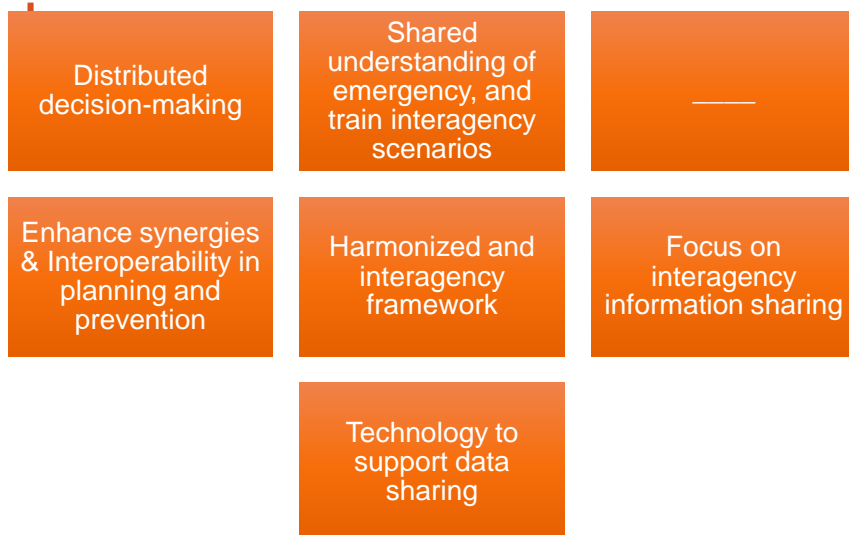 Distributed
decision-making
Shared
understanding of
emergency, and
train interagency
scenarios
____
Enhance synergies
& Interoperability in
planning and
prevention
Harmonized and
interagency
framework
Focus on
interagency
information sharing
Technology to
support data
sharing